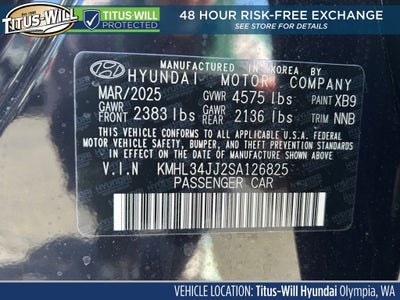 TITUS-WILL
TITUS-WILL
PROTECTION
48 HOUR RISK-FREE EXCHANGE
SEE STORE FOR DETAILS
MANUFACTURED IN KOREA BY
HYUNDAI MOTOR COMPANY
MAR/2025 GVWR 4575 lbs PAINT XB9
GAWR FRONT 2383 lbs GAWR REAR 2136 lbs TRIM NNB
THIS VEHICLE CONFORMS TO ALL APPLICABLE U.S.A. FEDERAL
MOTOR VEHICLE SAFETY, BUMPER, AND THEFT PREVENTION
STANDARDS IN EFFECT ON THE DATE OF MANUFACTURE SHOWN ABOVE.
V.I.N KMHL34JJ2SA126825
PASSENGER CAR
VEHICLE LOCATION: Titus-Will Hyundai Olympia, WA